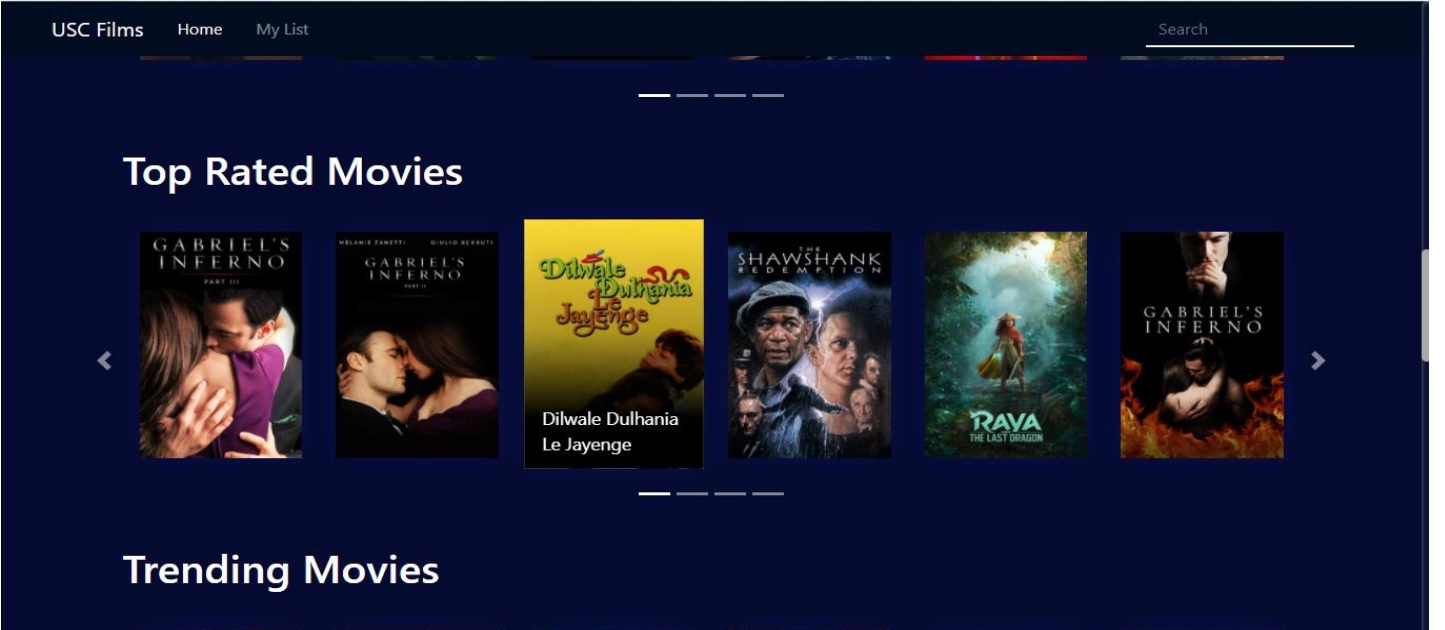 USC Films
Home
My List
Search
Top Rated Movies
GABRIEL'S
INFERNO
PART III
MELANIE ZANETTI
GIULIO BERRUTI
GABRIEL'S
INFERNO
PART II
Dilwale
Dulhania
Le
Jayenge
Dilwale Dulhania
Le Jayenge
THE
SHAWSHANK
REDEMPTION
RAYA
THE LAST DRAGON
GABRIEL'S
INFERNO
Trending Movies